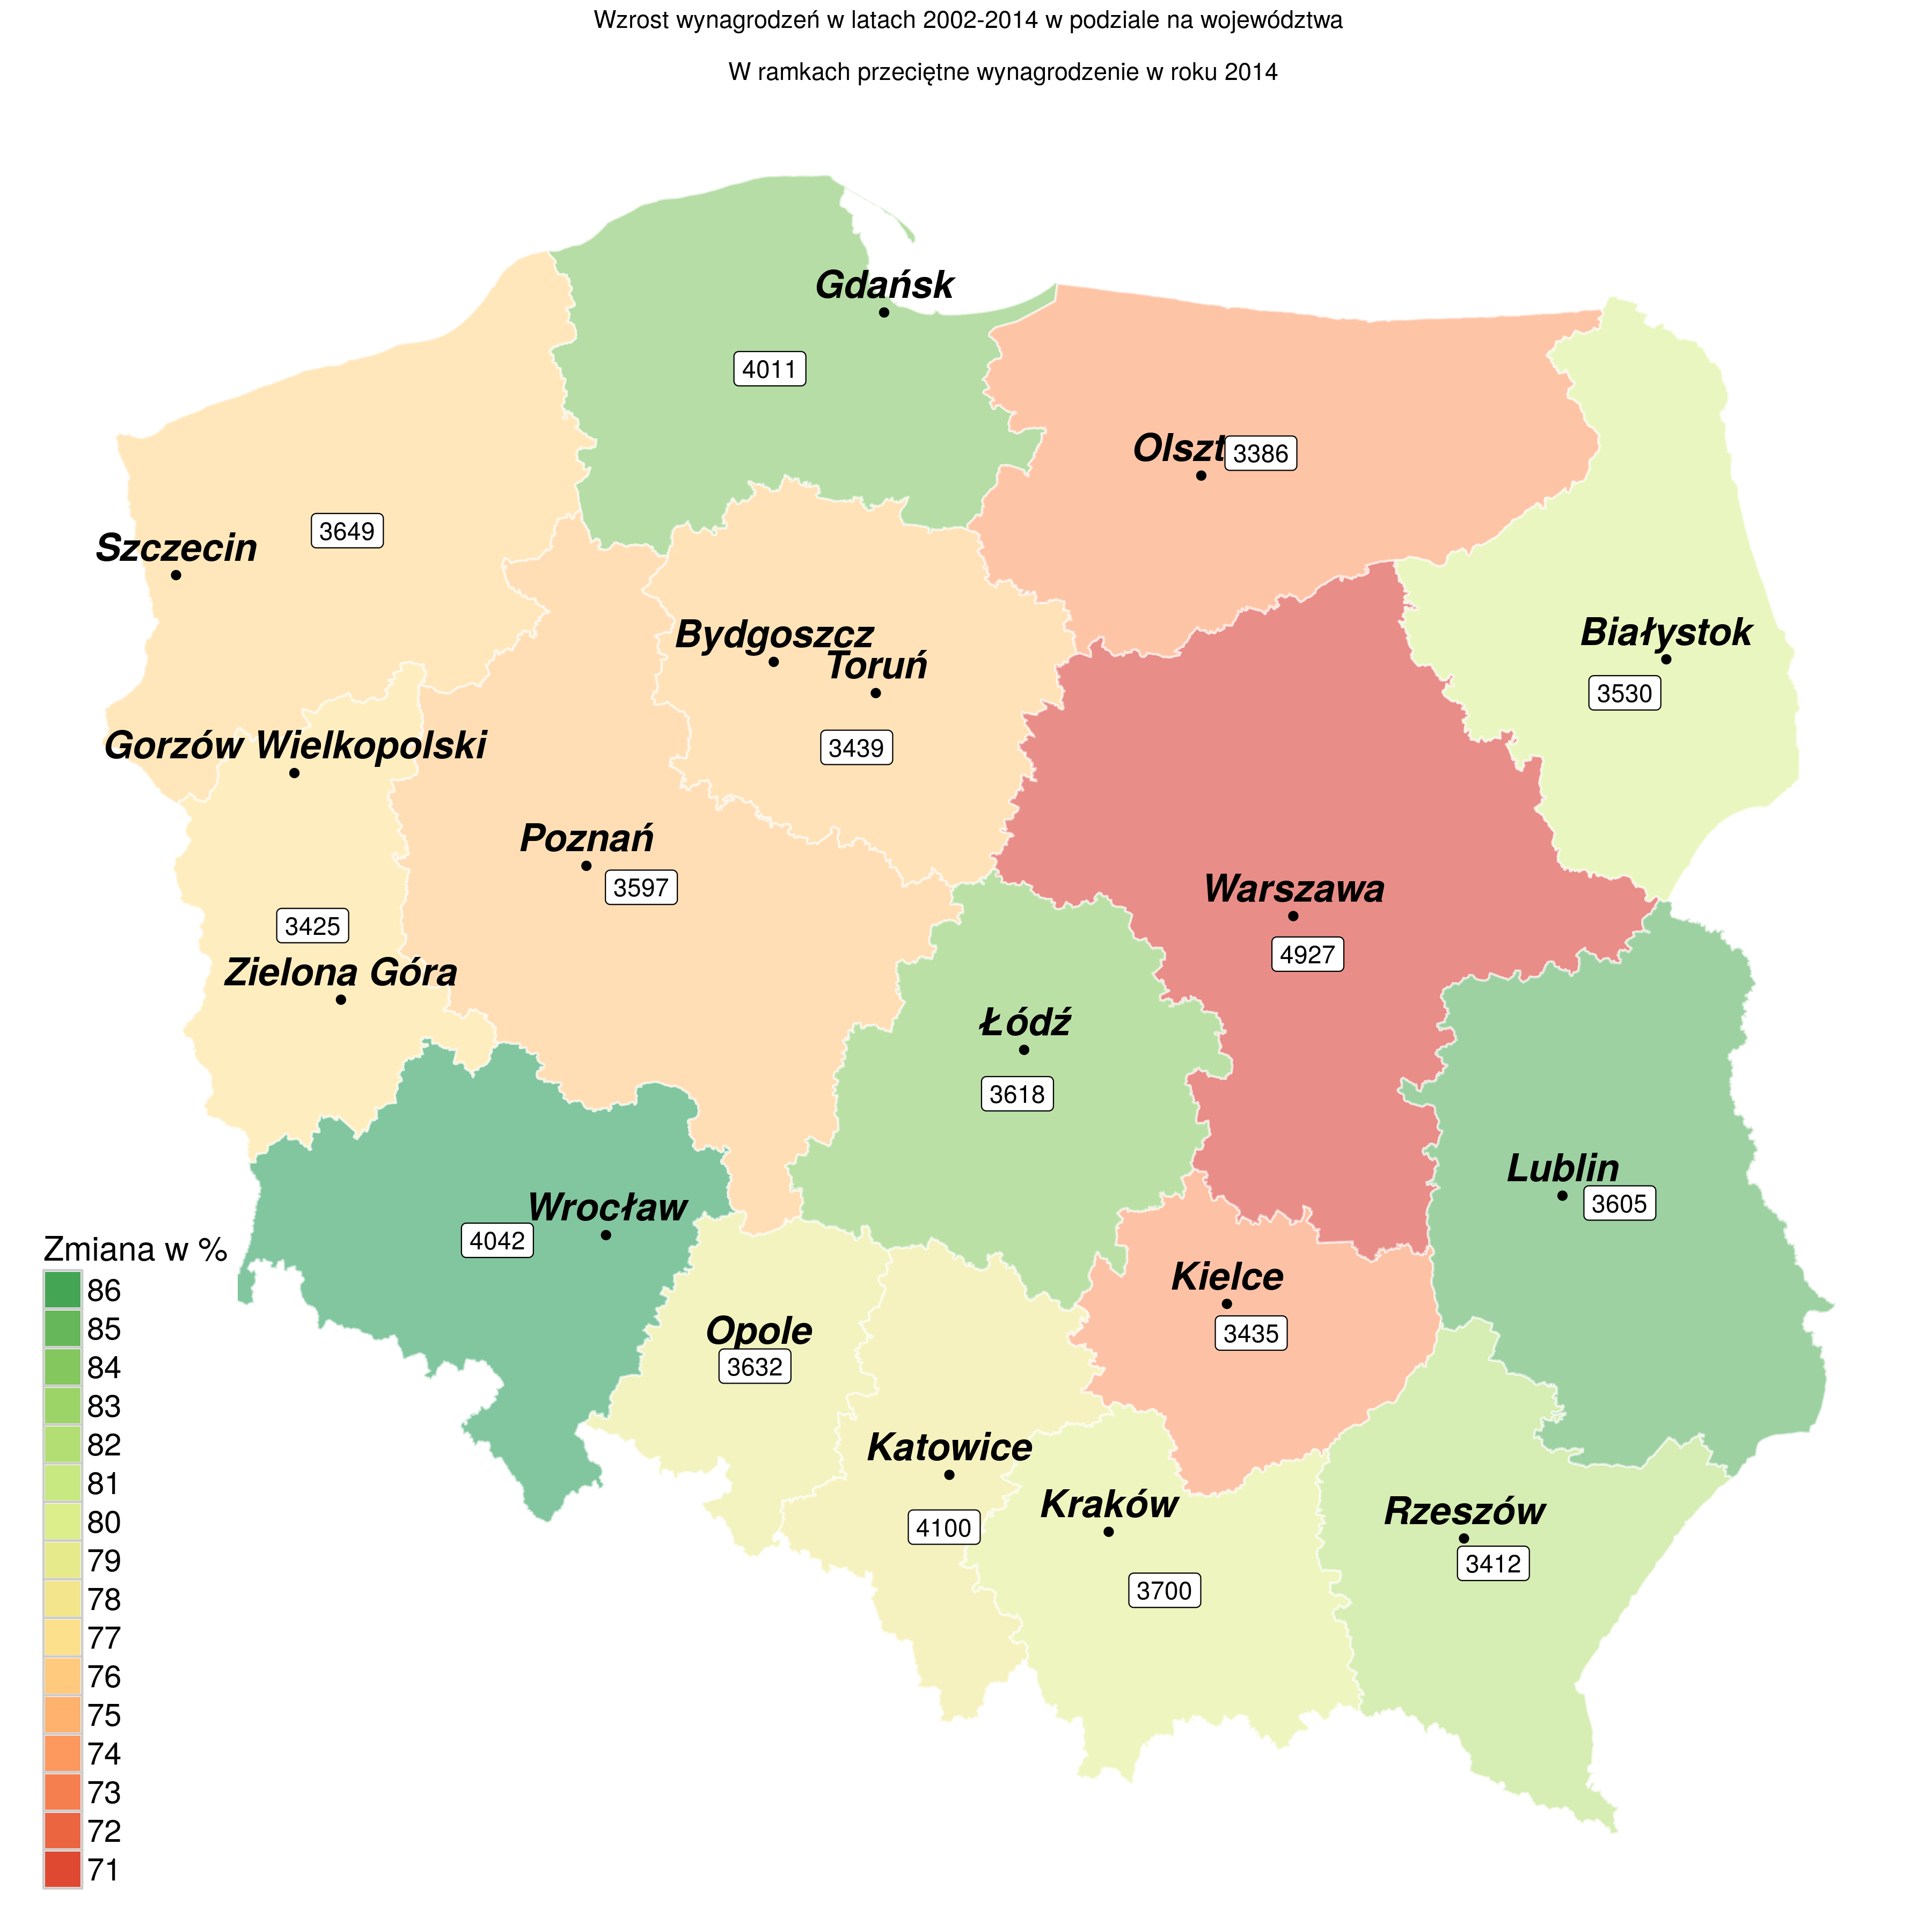 Wzrost wynagrodzeń w latach 2002-2014 w podziale na województwa
W ramkach przeciętne wynagrodzenie w roku 2014
Gdańsk
4011
Olszt
3386
3649
Szczecin
Bydgoszcz
Toruń
3439
Białystok
3530
Gorzów Wielkopolski
Poznań
3597
3425
Zielona Góra
Warszawa
4927
Łódź
3618
Lublin
3605
Wrocław
4042
Kielce
3435
Opole
3632
Katowice
4100
Kraków
3700
Rzeszów
3412
Zmiana w %
86
85
84
83
82
81
80
79
78
77
76
75
74
73
72
71